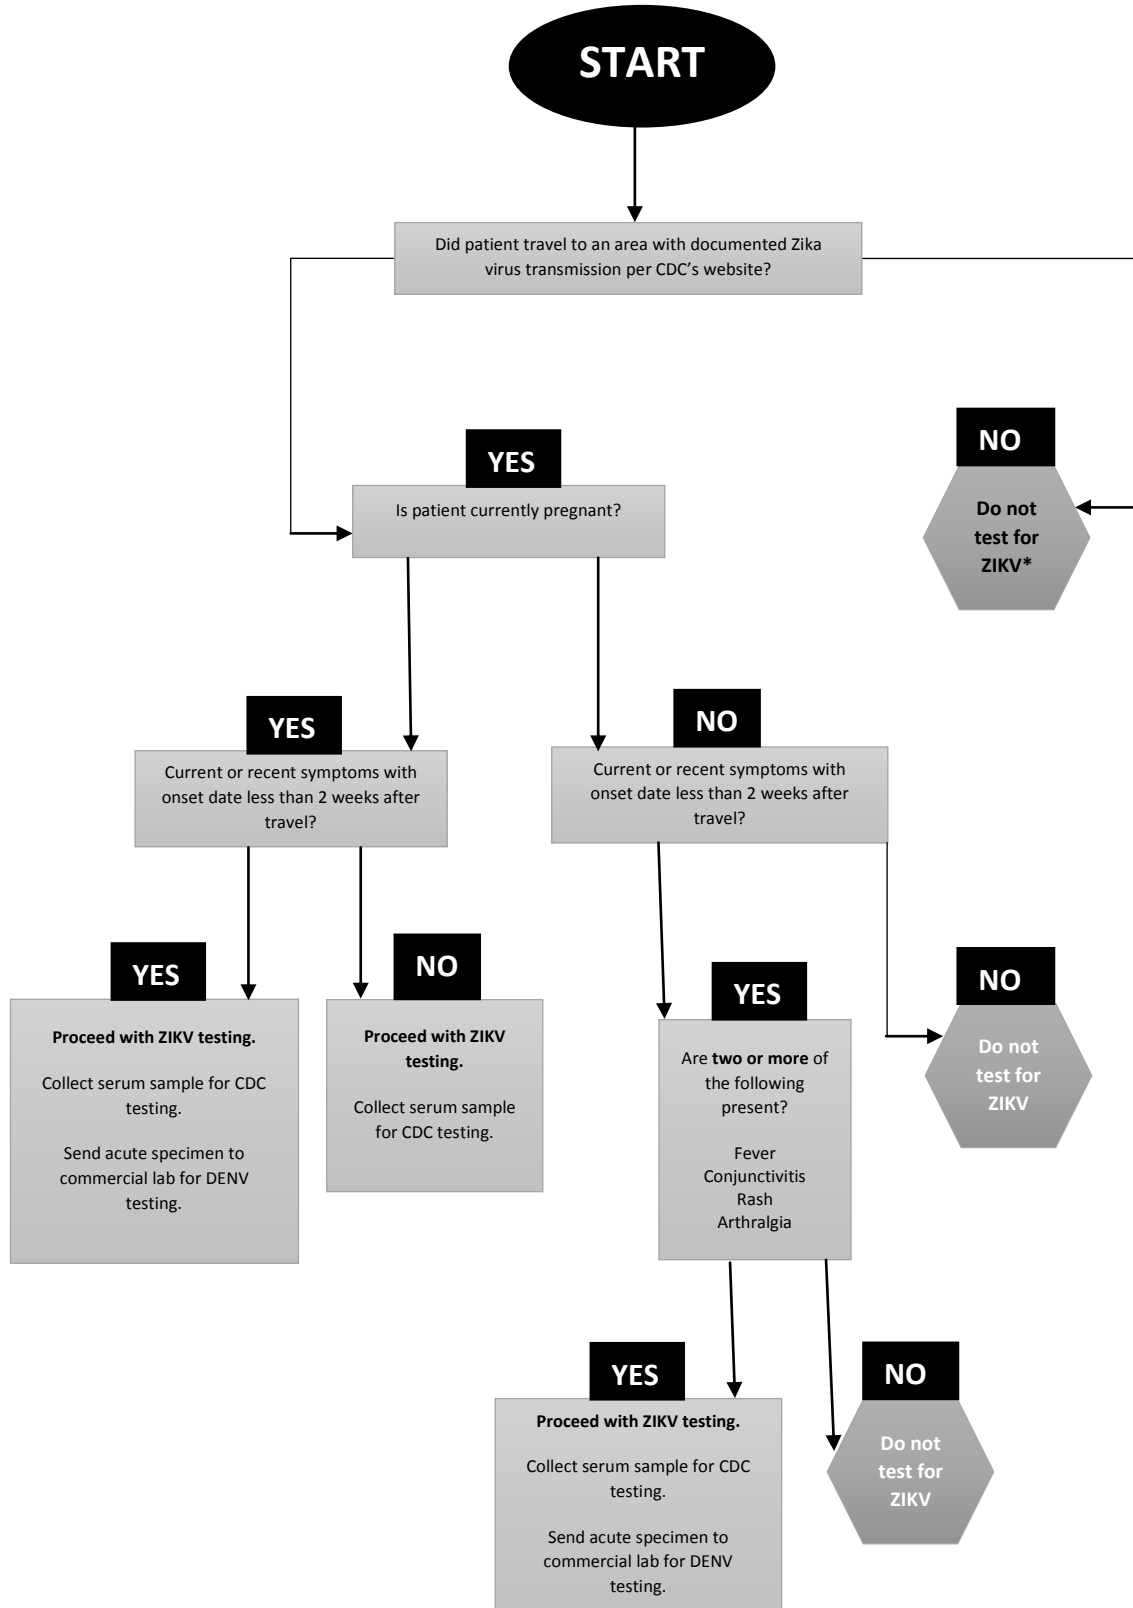 START
Did patient travel to an area with documented Zika
virus transmission per CDC’s website?
NO
Do not
test for
ZIKV*
YES
Is patient currently pregnant?
YES
Current or recent symptoms with
onset date less than 2 weeks after
travel?
NO
Current or recent symptoms with
onset date less than 2 weeks after
travel?
YES
Proceed with ZIKV testing.
Collect serum sample for CDC
testing.
Send acute specimen to
commercial lab for DENV
testing.
NO
Proceed with ZIKV
testing.
Collect serum sample
for CDC testing.
YES
Are two or more of
the following
present?
Fever
Conjunctivitis
Rash
Arthralgia
NO
Do not
test for
ZIKV
YES
Proceed with ZIKV testing.
Collect serum sample for CDC
testing.
Send acute specimen to
commercial lab for DENV
testing.
NO
Do not
test for
ZIKV